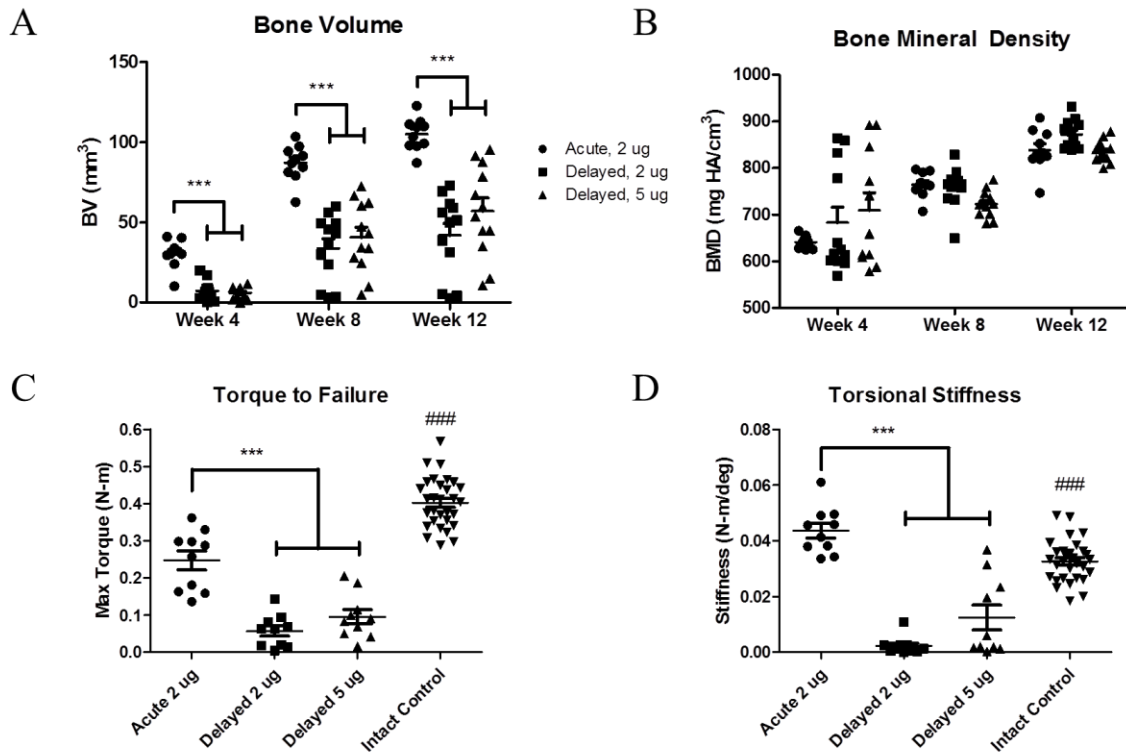 A
Bone Volume
BV (mm³)
150
100
50
0
***
***
***
Week 4
Week 8
Week 12
Acute, 2 ug
Delayed, 2 ug
Delayed, 5 ug
B
Bone Mineral Density
BMD (mg HA/cm³)
1000
900
800
700
600
500
Week 4
Week 8
Week 12
C
Torque to Failure
Max Torque (N-m)
0.6
0.5
0.4
0.3
0.2
0.1
0.0
***
###
Acute 2 ug
Delayed 2 ug
Delayed 5 ug
Intact Control
D
Torsional Stiffness
Stiffness (N-m/deg)
0.08
0.06
0.04
0.02
0.00
***
###
Acute 2 ug
Delayed 2 ug
Delayed 5 ug
Intact Control